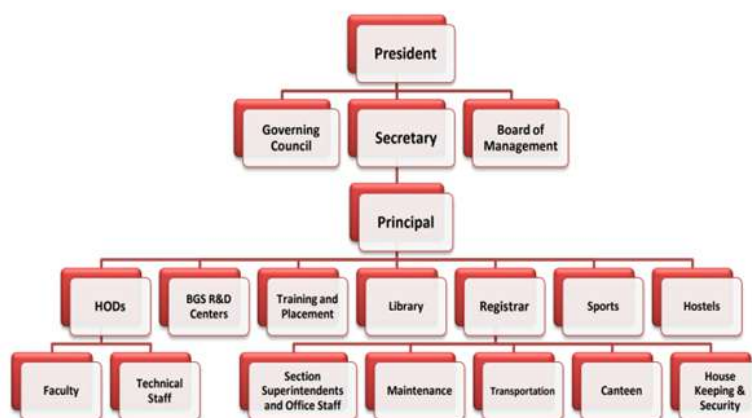 President
Governing
Council
Secretary
Board of
Management
Principal
HODs
BGS R&D
Centers
Training and
Placement
Library
Registrar
Sports
Hostels
Faculty
Technical
Staff
Section
Superintendents
and Office Staff
Maintenance
Transportation
Canteen
House
Keeping &
Security